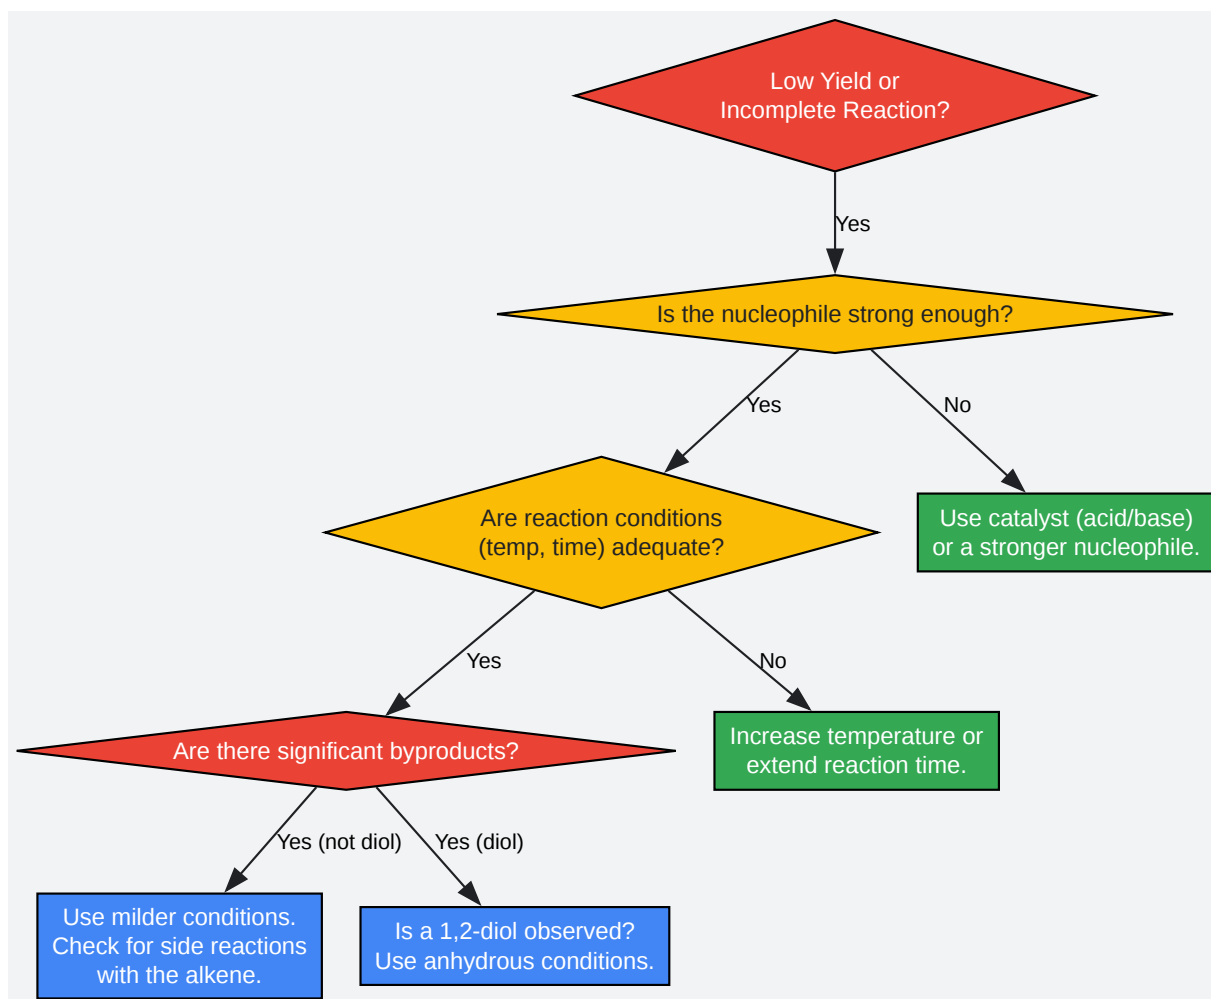 Low Yield or
Incomplete Reaction?
Yes
Is the nucleophile strong enough?
Yes
No
Are reaction conditions
(temp, time) adequate?
Use catalyst (acid/base)
or a stronger nucleophile.
Yes
No
Are there significant byproducts?
Increase temperature or
extend reaction time.
Yes (not diol)
Yes (diol)
Use milder conditions.
Check for side reactions
with the alkene.
Is a 1,2-diol observed?
Use anhydrous conditions.